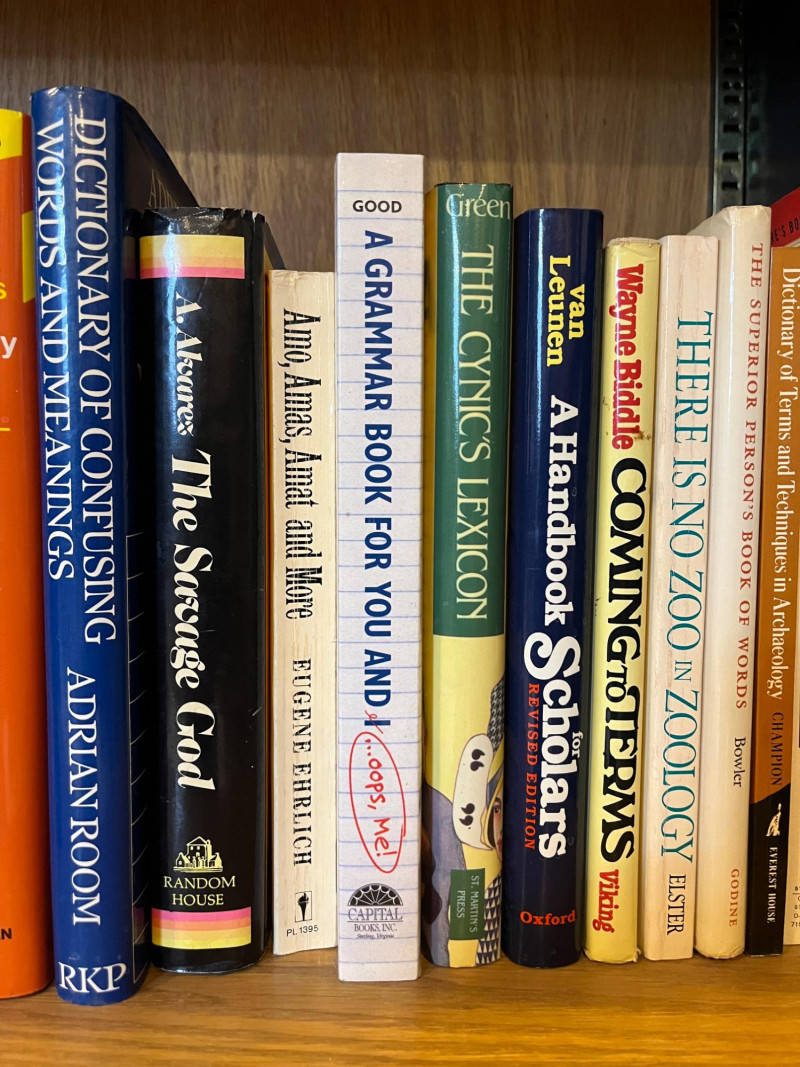 y
DICTIONARY OF CONFUSING
WORDS AND MEANINGS
ADRIAN ROOM
RKP
A. Alvarez
The Savage God
RANDOM
HOUSE
Amo, Amas, Amat and More
EUGENE EHRLICH
PL 1395
GOOD
A GRAMMAR BOOK FOR YOU AND I
...OOPS, ME!
CAPITAL
BOOKS, INC.
Sterling, Virginia
Green
THE CYNIC'S LEXICON
ST. MARTIN'S
PRESS
van
Leunen
A Handbook
for
Scholars
REVISED EDITION
Oxford
Wayne Biddle
COMING TO TERMS
Viking
THERE IS NO ZOO IN ZOOLOGY
ELSTER
THE SUPERIOR PERSON'S BOOK OF WORDS
Bowler
GODINE
Dictionary of Terms and Techniques in Archaeology
CHAMPION
EVEREST HOUSE